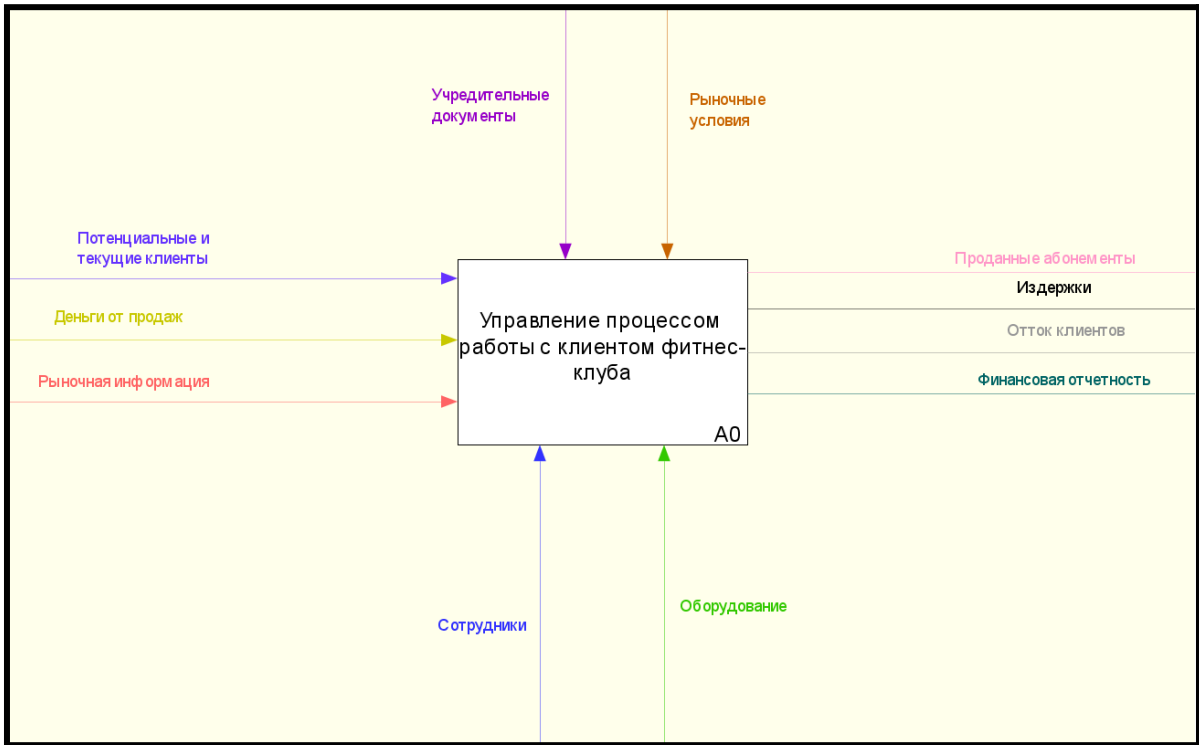 Учредительные
документы
Рыночные
условия
Потенциальные и
текущие клиенты
Деньги от продаж
Рыночная информация
Управление процессом
работы с клиентом фитнес-
клуба
A0
Проданные абонементы
Издержки
Отток клиентов
Финансовая отчетность
Сотрудники
Оборудование